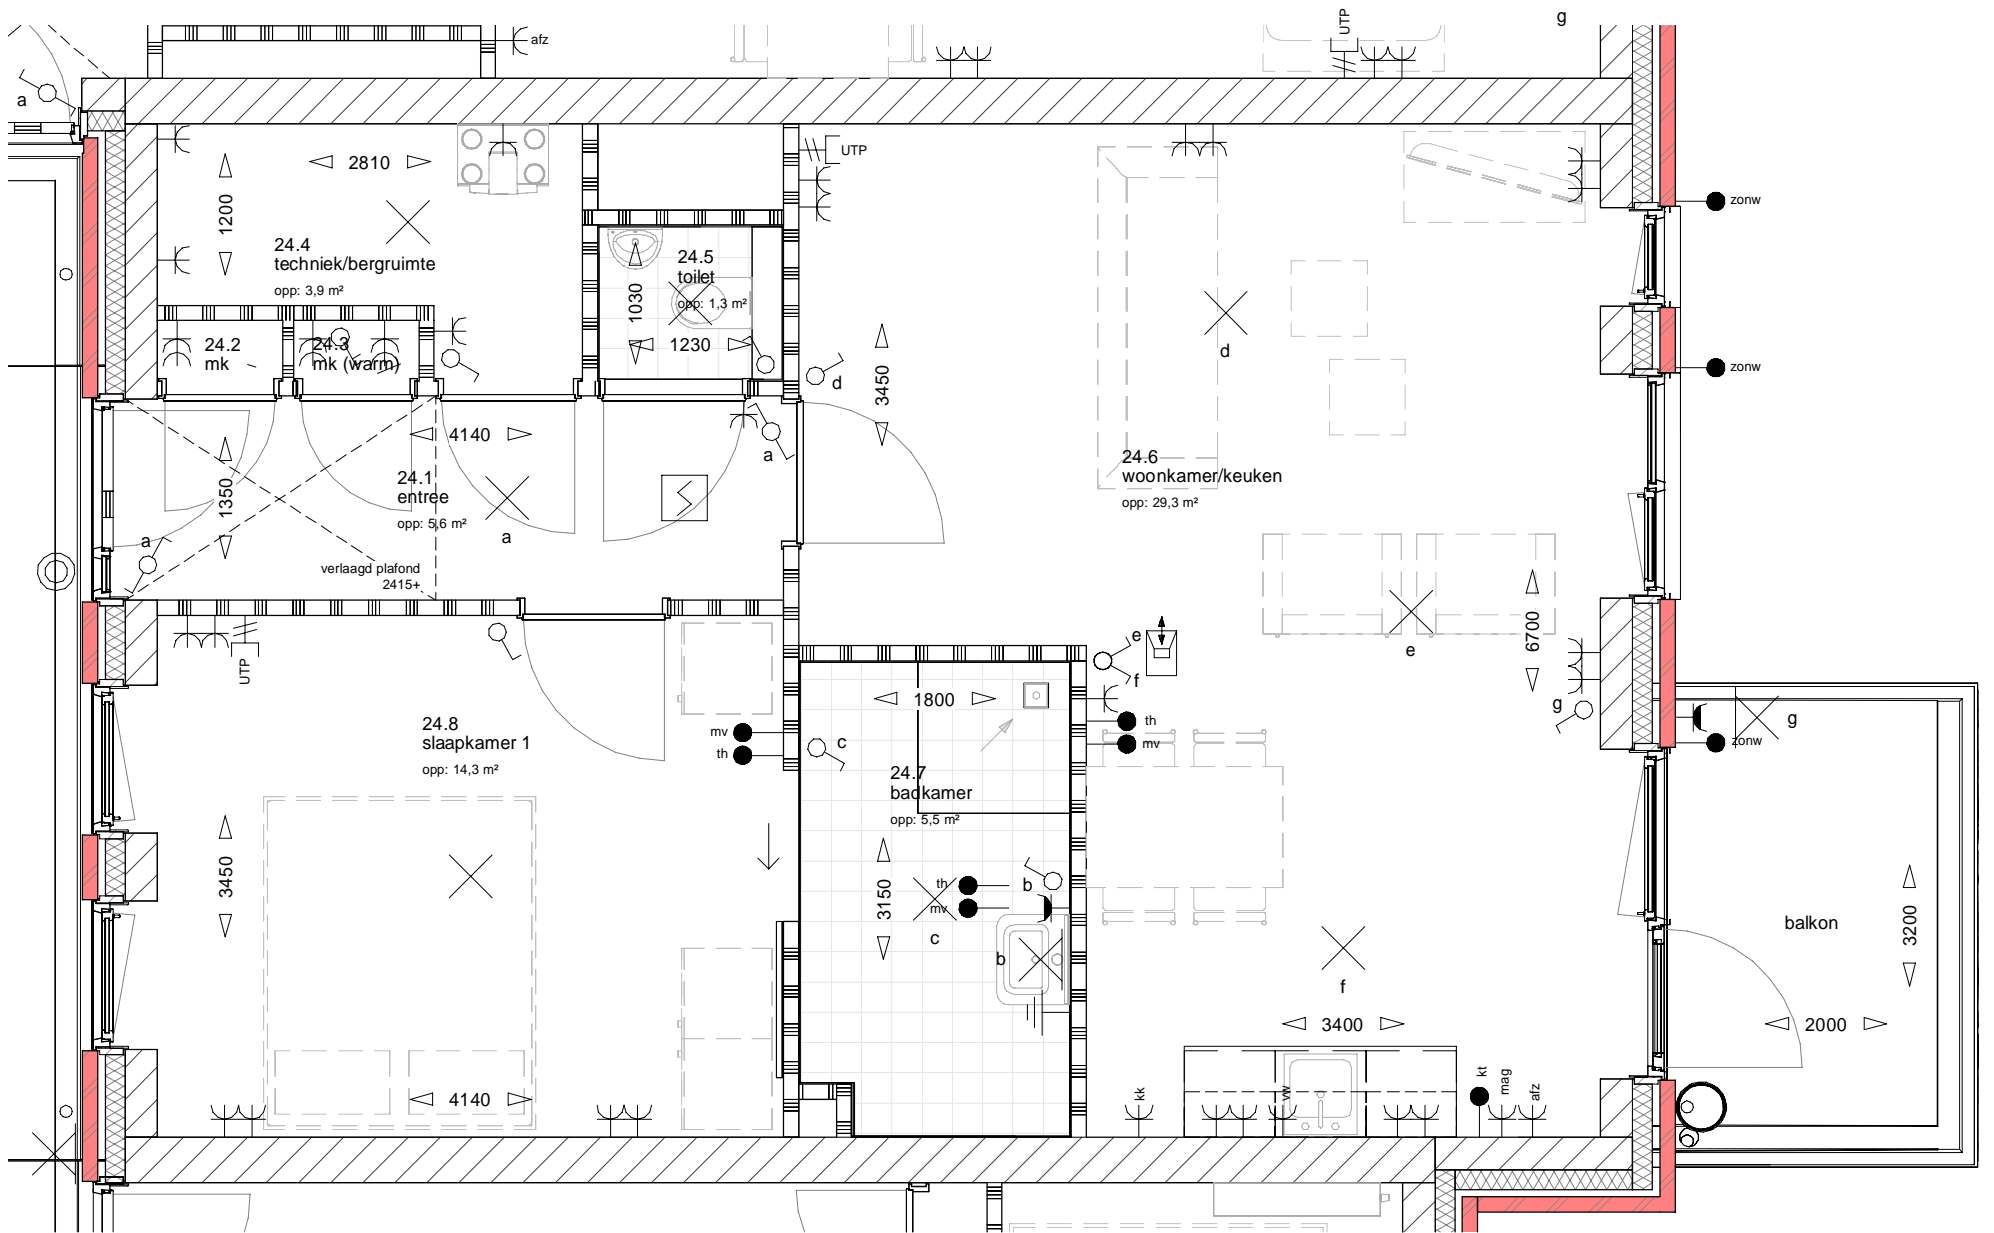 g
UTP
afz
a
2810
UTP
1200
zonw
24.4
techniek/bergruimte
opp: 3,9 m²
24.5
toilet
opp: 1,3 m²
1030
1230
24.2
mk
24.3
mk (warm)
d
d
3450
zonw
4140
a
24.1
entree
opp: 5,6 m²
1350
a
a
verlaagd plafond
2415+
24.6
woonkamer/keuken
opp: 29,3 m²
6700
e
e
f
UTP
24.8
slaapkamer 1
opp: 14,3 m²
mv
th
1800
c
th
mv
g
g
zonw
24.7
badkamer
opp: 5,5 m²
3450
3150
th
mv
c
b
b
balkon
3200
f
3400
2000
4140
kk
vw
kt
mag
afz